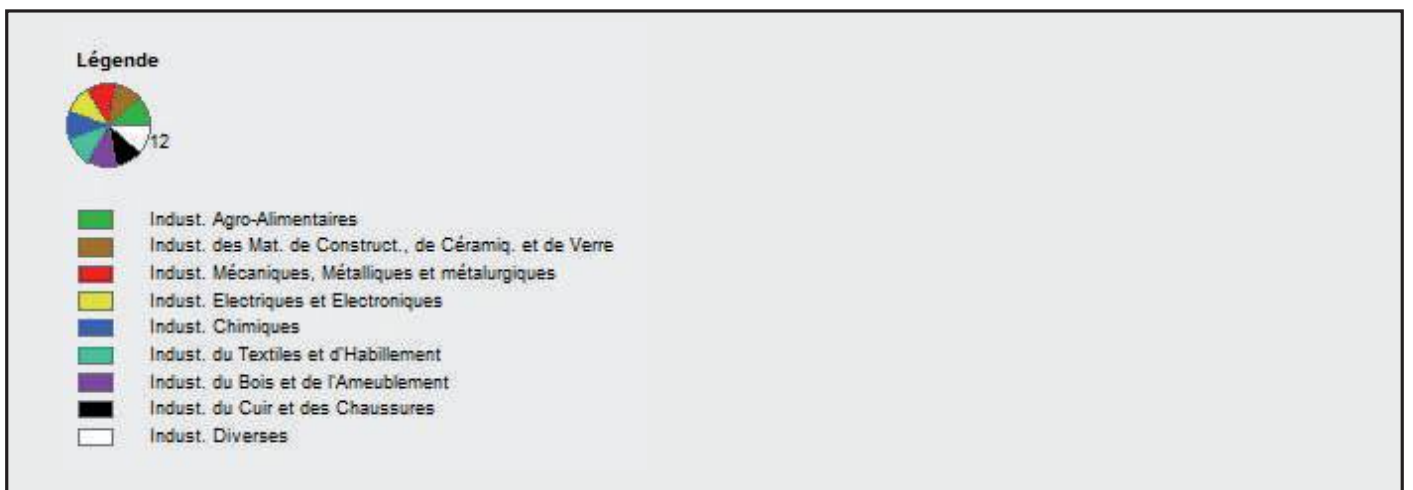 Légende
12
Indust. Agro-Alimentaires
Indust. des Mat. de Construct., de Céramiq. et de Verre
Indust. Mécaniques, Métalliques et métalurgiques
Indust. Electriques et Electroniques
Indust. Chimiques
Indust. du Textiles et d'Habillement
Indust. du Bois et de l'Ameublement
Indust. du Cuir et des Chaussures
Indust. Diverses